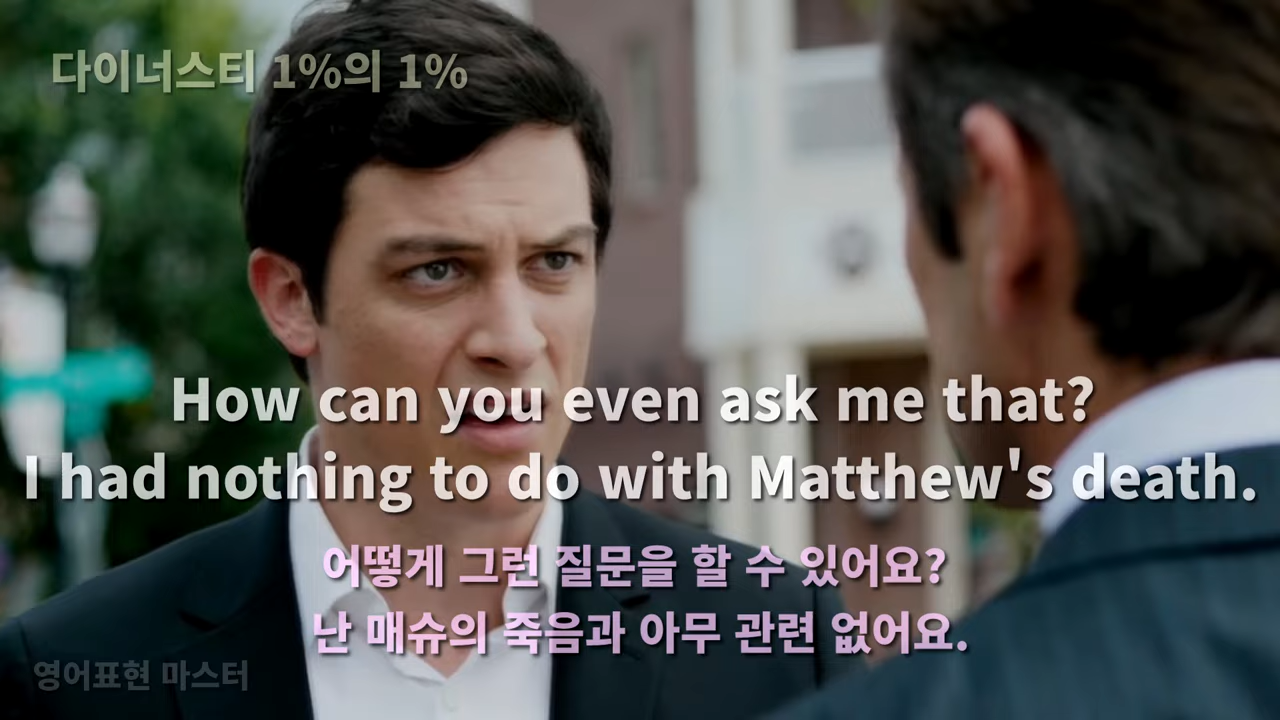 다이너스티 1%의 1%
How can you even ask me that?
I had nothing to do with Matthew's death.
어떻게 그런 질문을 할 수 있어요?
난 매슈의 죽음과 아무 관련 없어요.
영어표현 마스터